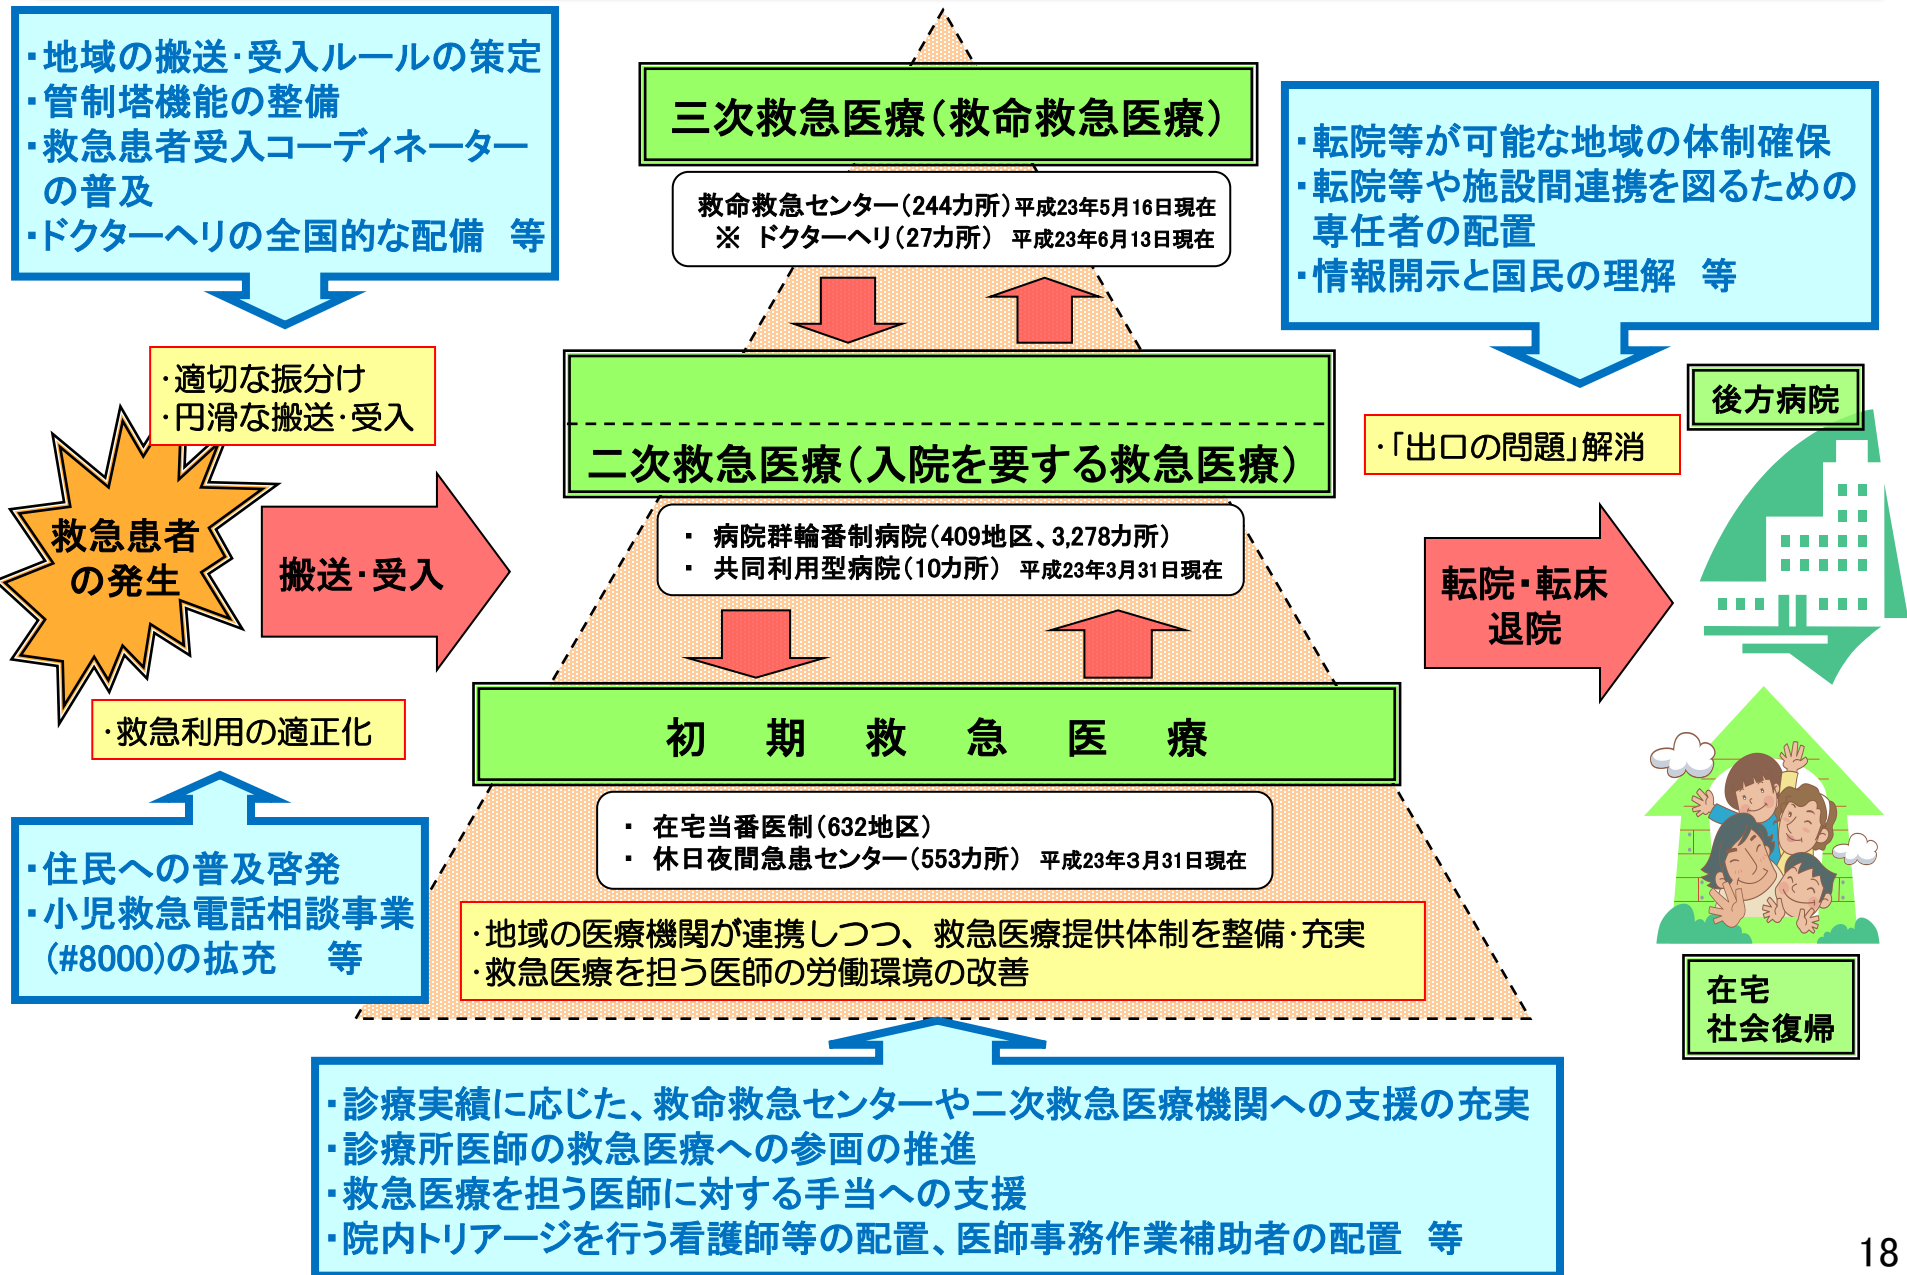 ・地域の搬送・受入ルールの策定
・管制塔機能の整備
・救急患者受入コーディネーター
の普及
・ドクターヘリの全国的な配備 等
・適切な振分け
・円滑な搬送・受入
救急患者
の発生
搬送・受入
・救急利用の適正化
・住民への普及啓発
・小児救急電話相談事業
(#8000)の拡充 等
三次救急医療（救命救急医療）
救命救急センター（244カ所）平成23年5月16日現在
※ ドクターヘリ（27カ所） 平成23年6月13日現在
二次救急医療（入院を要する救急医療）
・ 病院群輪番制病院（409地区、3,278カ所）
・ 共同利用型病院（10カ所） 平成23年3月31日現在
初期救急医療
・ 在宅当番医制（632地区）
・ 休日夜間急患センター（553カ所） 平成23年3月31日現在
・地域の医療機関が連携しつつ、救急医療提供体制を整備・充実
・救急医療を担う医師の労働環境の改善
・診療実績に応じた、救命救急センターや二次救急医療機関への支援の充実
・診療所医師の救急医療への参画の推進
・救急医療を担う医師に対する手当への支援
・院内トリアージを行う看護師等の配置、医師事務作業補助者の配置 等
・転院等が可能な地域の体制確保
・転院等や施設間連携を図るための
専任者の配置
・情報開示と国民の理解 等
・「出口の問題」解消
後方病院
転院・転床
退院
在宅
社会復帰
18